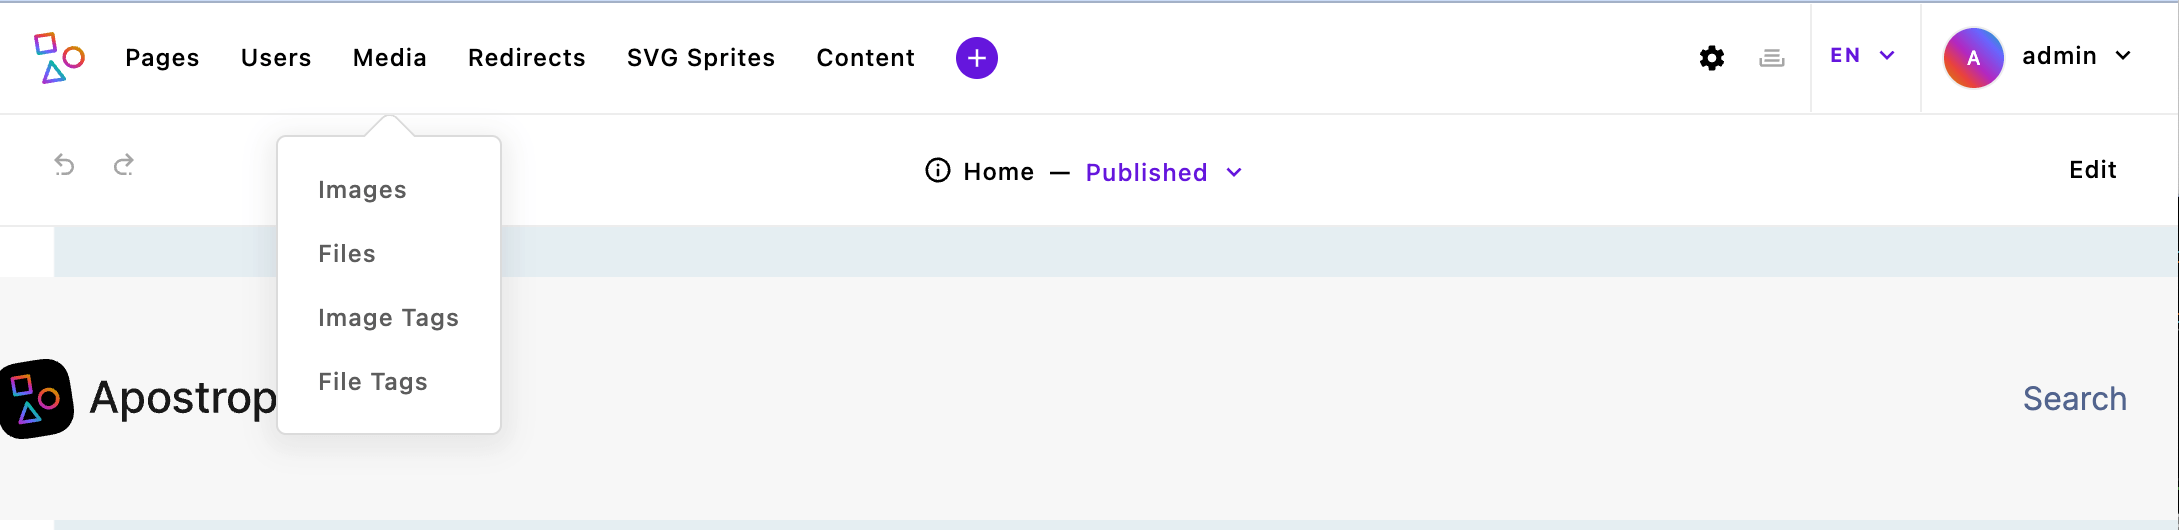 Pages Users Media Redirects SVG Sprites Content EN A admin
Home — Published Edit
Images
Files
Image Tags
File Tags
Apostrop Search